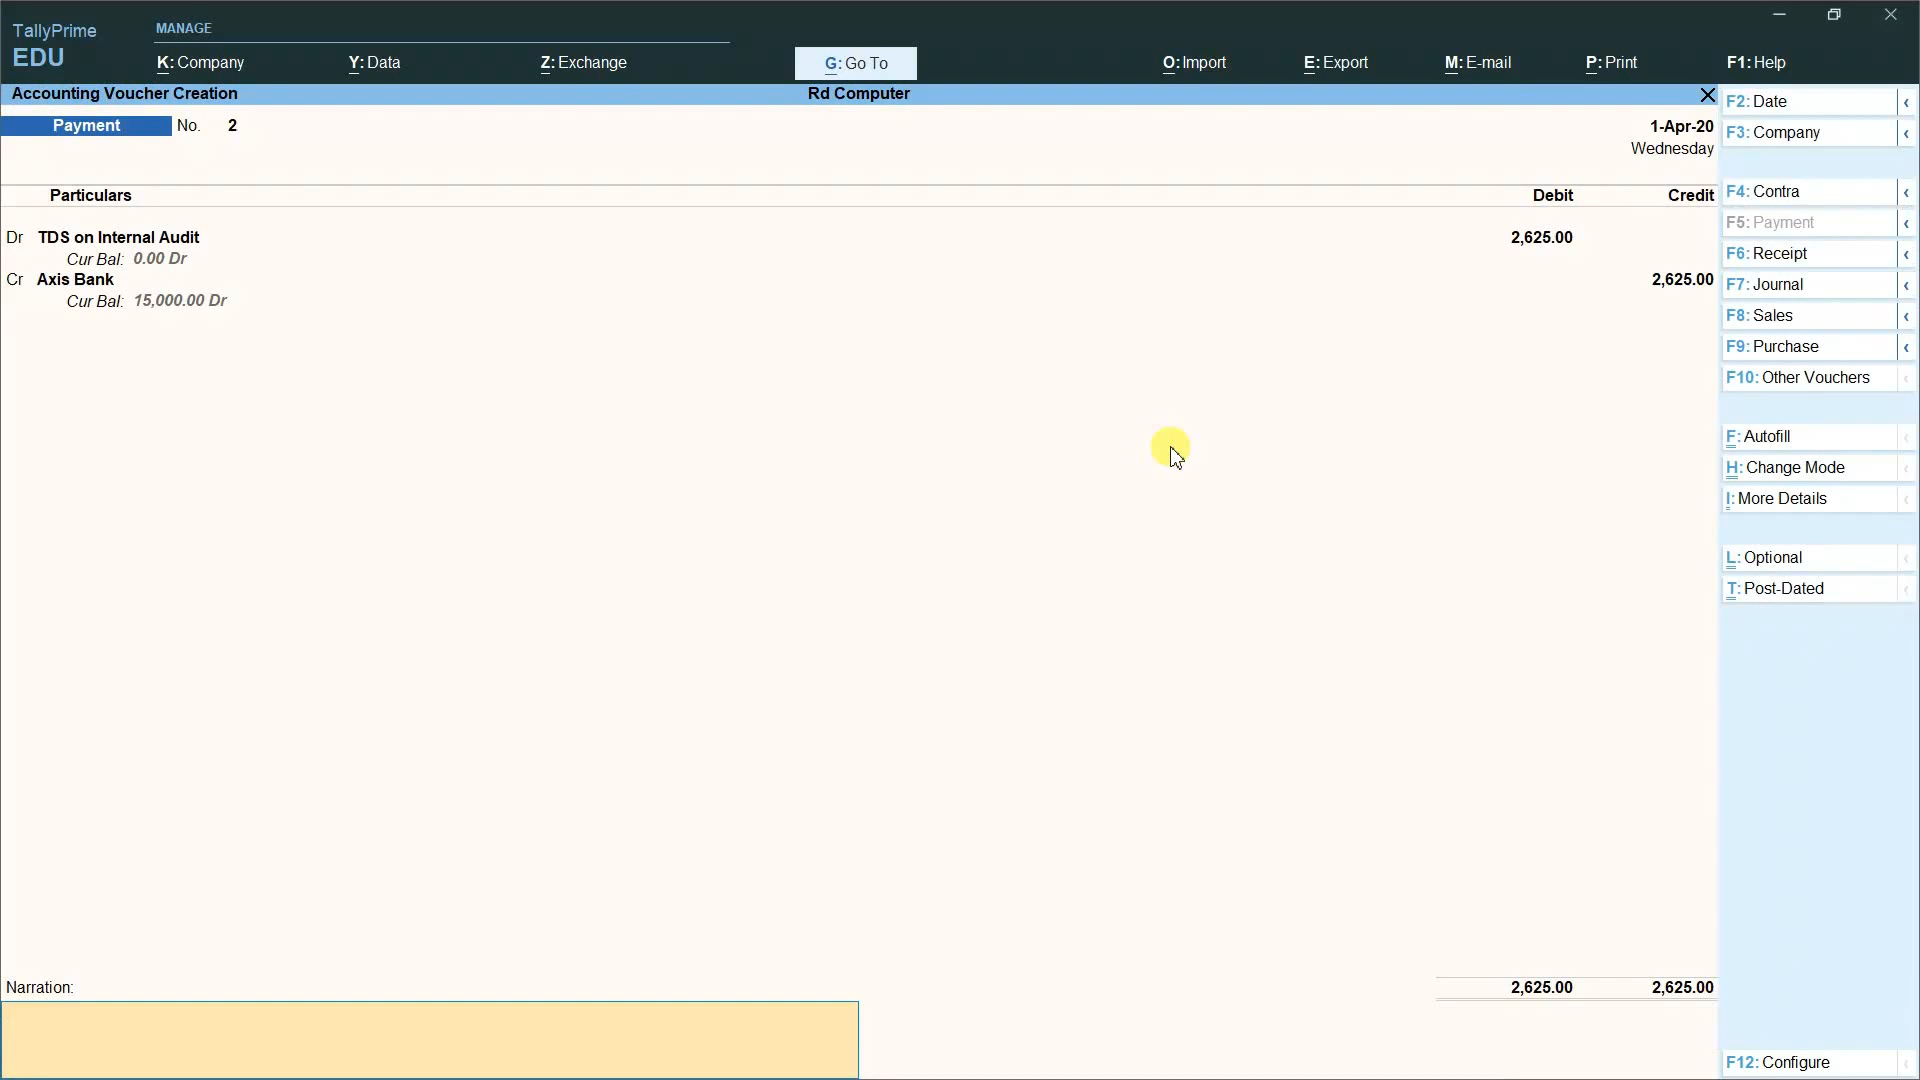 TallyPrime
EDU
MANAGE
K: Company
Y: Data
Z: Exchange
G: Go To
O: Import
E: Export
M: E-mail
P: Print
F1: Help
Accounting Voucher Creation
Rd Computer
Payment No. 2
1-Apr-20
Wednesday
Particulars Debit Credit
Dr TDS on Internal Audit 2,625.00
Cur Bal: 0.00 Dr
Cr Axis Bank 2,625.00
Cur Bal: 15,000.00 Dr
Narration: 2,625.00 2,625.00
F2: Date
F3: Company
F4: Contra
F5: Payment
F6: Receipt
F7: Journal
F8: Sales
F9: Purchase
F10: Other Vouchers
F: Autofill
H: Change Mode
I: More Details
L: Optional
T: Post-Dated
F12: Configure